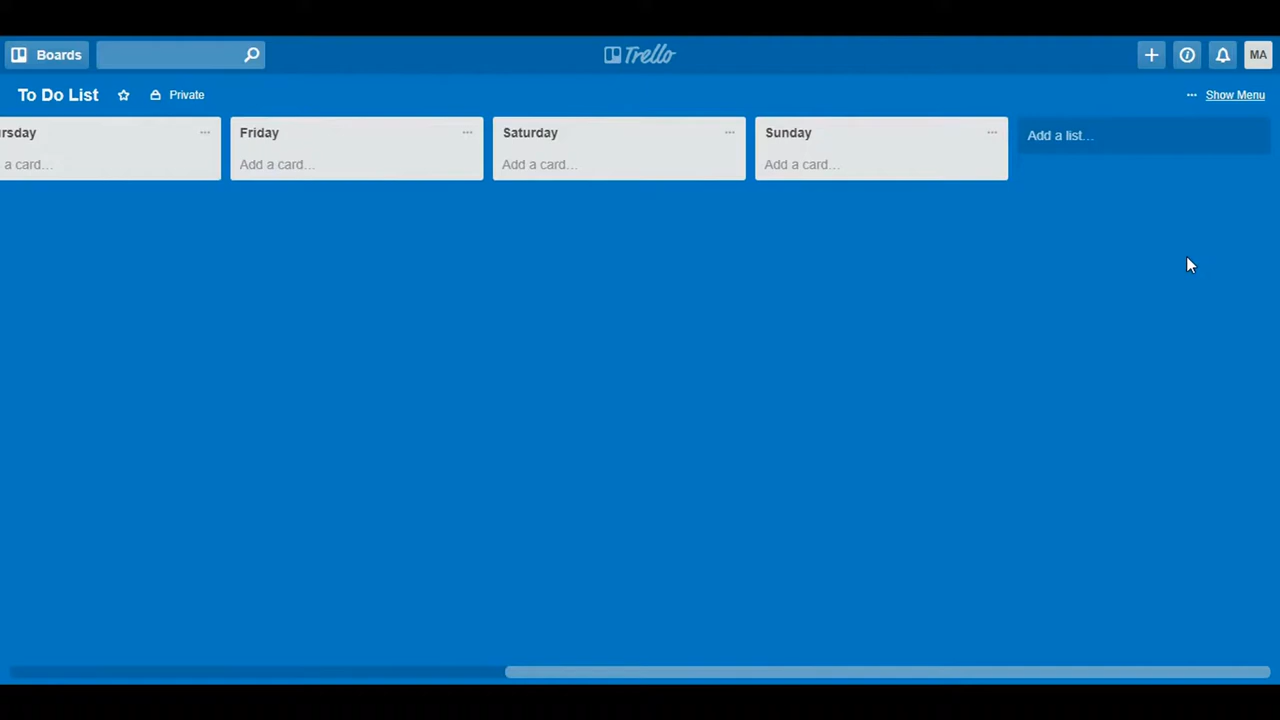 Boards
Trello
MA
To Do List
Private
... Show Menu
rsday ...
a card...
Friday ...
Add a card...
Saturday ...
Add a card...
Sunday ...
Add a card...
Add a list...